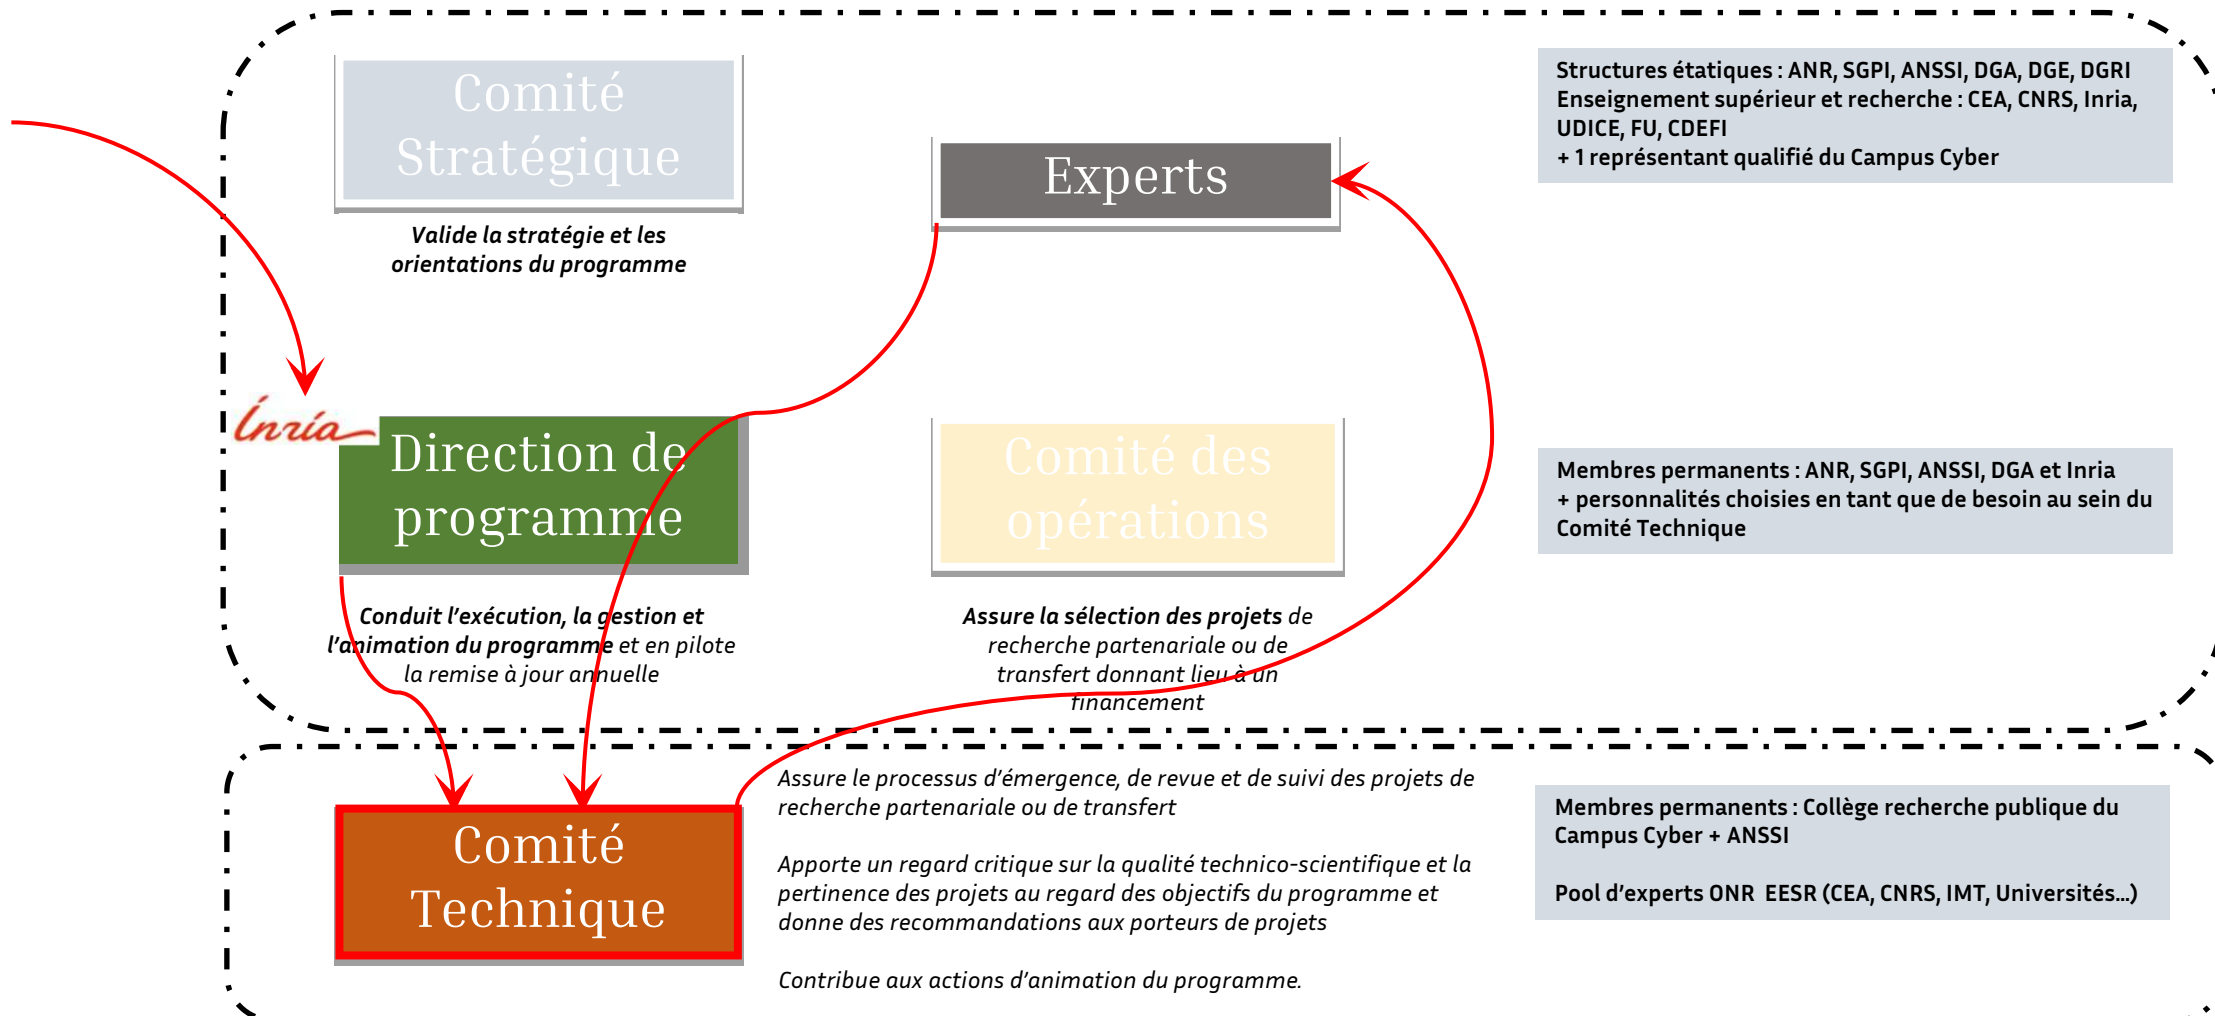 Comité
Stratégique
Valide la stratégie et les
orientations du programme
Experts
Structures étatiques : ANR, SGPI, ANSSI, DGA, DGE, DGRI
Enseignement supérieur et recherche : CEA, CNRS, Inria,
UDICE, FU, CDEFI
+ 1 représentant qualifié du Campus Cyber
Inria
Direction de
programme
Conduit l’exécution, la gestion et
l’animation du programme et en pilote
la remise à jour annuelle
Comité des
opérations
Assure la sélection des projets de
recherche partenariale ou de
transfert donnant lieu à un
financement
Membres permanents : ANR, SGPI, ANSSI, DGA et Inria
+ personnalités choisies en tant que de besoin au sein du
Comité Technique
Comité
Technique
Assure le processus d’émergence, de revue et de suivi des projets de
recherche partenariale ou de transfert
Apporte un regard critique sur la qualité technico-scientifique et la
pertinence des projets au regard des objectifs du programme et
donne des recommandations aux porteurs de projets
Contribue aux actions d’animation du programme.
Membres permanents : Collège recherche publique du
Campus Cyber + ANSSI
Pool d’experts ONR EESR (CEA, CNRS, IMT, Universités…)